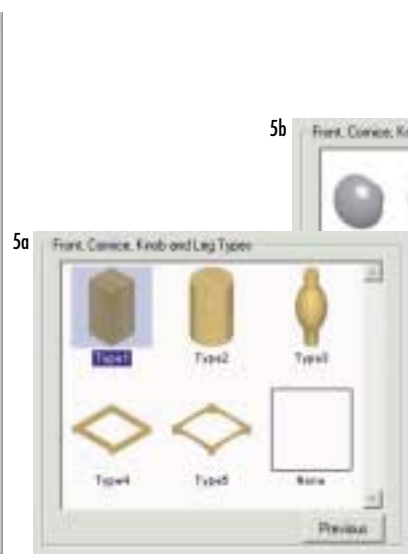 5b
Front, Cornice, Kn
5a
Front, Cornice, Knob and Leg Types
Type1 Type2 Type3
Type4 Type5 None
Previous